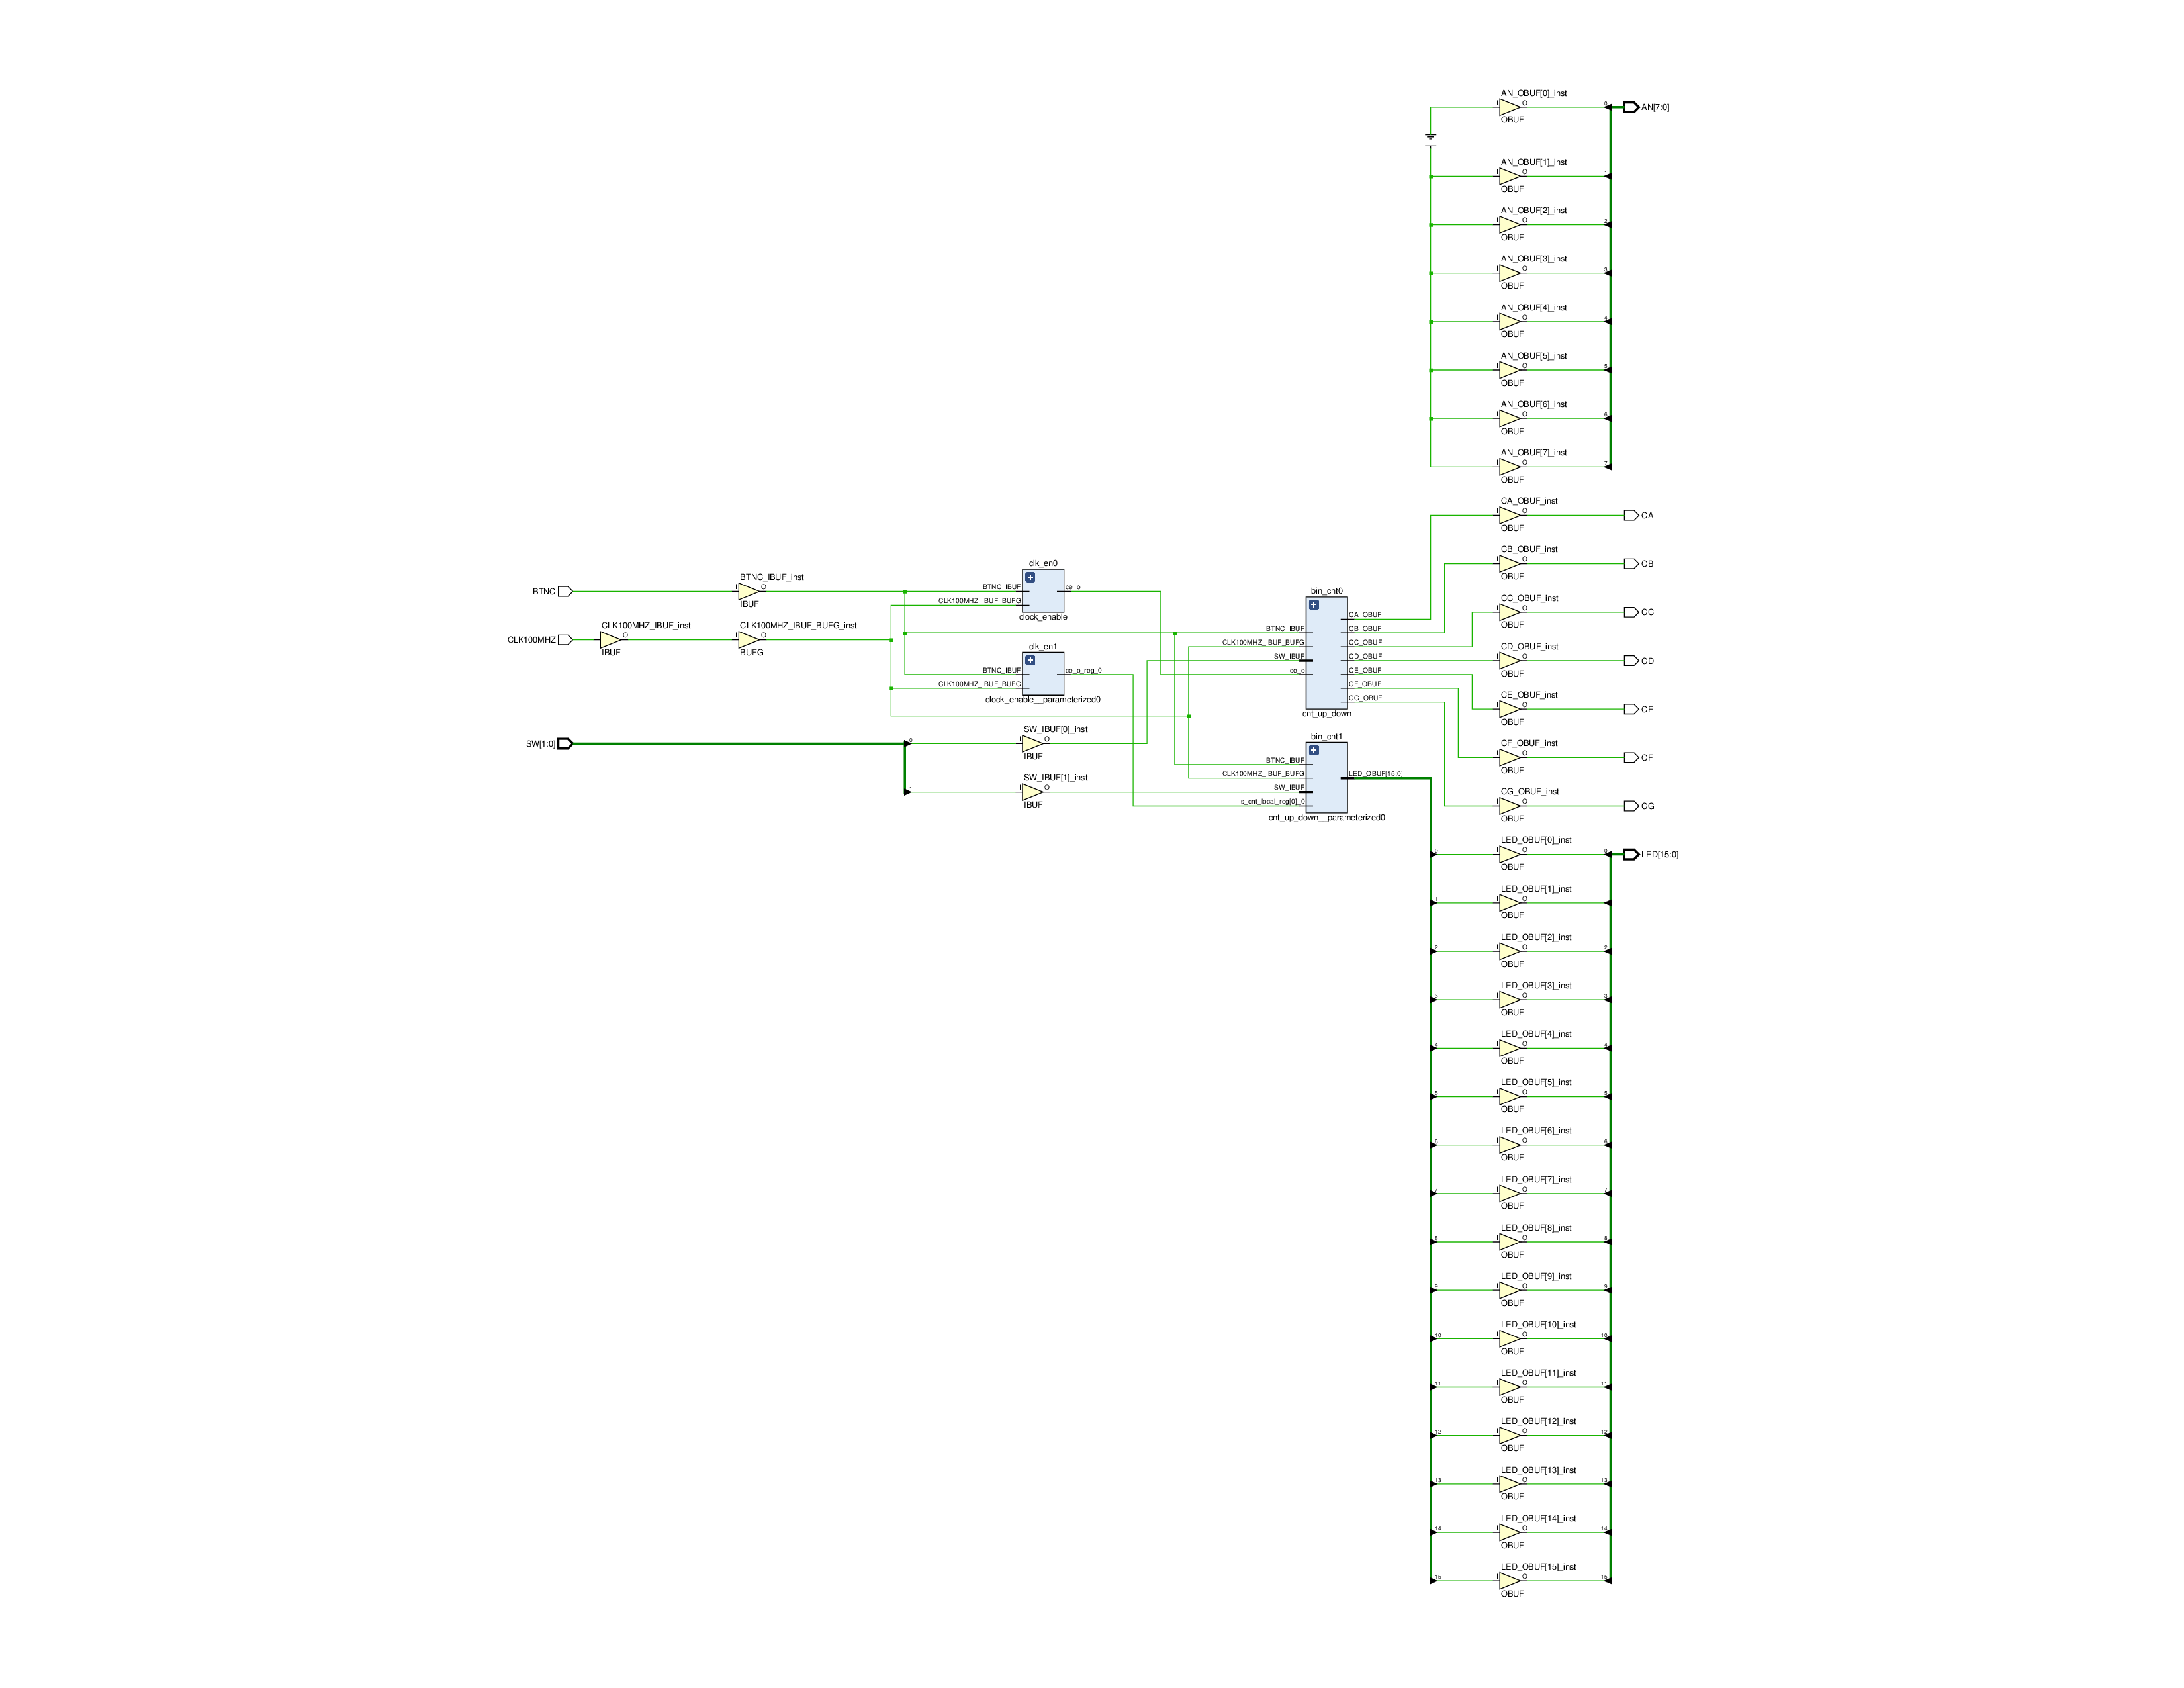 AN_OBUF[0]_inst
I O 0 AN[7:0]
OBUF
AN_OBUF[1]_inst
I O 1
OBUF
AN_OBUF[2]_inst
I O 2
OBUF
AN_OBUF[3]_inst
I O 3
OBUF
AN_OBUF[4]_inst
I O 4
OBUF
AN_OBUF[5]_inst
I O 5
OBUF
AN_OBUF[6]_inst
I O 6
OBUF
AN_OBUF[7]_inst
I O 7
OBUF
CA_OBUF_inst
I O CA
OBUF
CB_OBUF_inst
I O CB
OBUF
CC_OBUF_inst
I O CC
OBUF
CD_OBUF_inst
I O CD
OBUF
CE_OBUF_inst
I O CE
OBUF
CF_OBUF_inst
I O CF
OBUF
CG_OBUF_inst
I O CG
OBUF
BTNC
BTNC_IBUF_inst
I O
IBUF
CLK100MHZ
CLK100MHZ_IBUF_inst
I O
IBUF
CLK100MHZ_IBUF_BUFG_inst
I O
BUFG
clk_en0
BTNC_IBUF ce_o
CLK100MHZ_IBUF_BUFG
clock_enable
clk_en1
BTNC_IBUF ce_o_reg_0
CLK100MHZ_IBUF_BUFG
clock_enable__parameterized0
SW[1:0]
0
SW_IBUF[0]_inst
I O
IBUF
1
SW_IBUF[1]_inst
I O
IBUF
bin_cnt0
CA_OBUF
BTNC_IBUF CB_OBUF
CLK100MHZ_IBUF_BUFG CC_OBUF
SW_IBUF CD_OBUF
ce_o CE_OBUF
CF_OBUF
CG_OBUF
cnt_up_down
bin_cnt1
BTNC_IBUF
CLK100MHZ_IBUF_BUFG LED_OBUF[15:0]
SW_IBUF
s_cnt_local_reg[0]_0
cnt_up_down__parameterized0
LED_OBUF[0]_inst
0 I O 0 LED[15:0]
OBUF
LED_OBUF[1]_inst
1 I O 1
OBUF
LED_OBUF[2]_inst
2 I O 2
OBUF
LED_OBUF[3]_inst
3 I O 3
OBUF
LED_OBUF[4]_inst
4 I O 4
OBUF
LED_OBUF[5]_inst
5 I O 5
OBUF
LED_OBUF[6]_inst
6 I O 6
OBUF
LED_OBUF[7]_inst
7 I O 7
OBUF
LED_OBUF[8]_inst
8 I O 8
OBUF
LED_OBUF[9]_inst
9 I O 9
OBUF
LED_OBUF[10]_inst
10 I O 10
OBUF
LED_OBUF[11]_inst
11 I O 11
OBUF
LED_OBUF[12]_inst
12 I O 12
OBUF
LED_OBUF[13]_inst
13 I O 13
OBUF
LED_OBUF[14]_inst
14 I O 14
OBUF
LED_OBUF[15]_inst
15 I O 15
OBUF